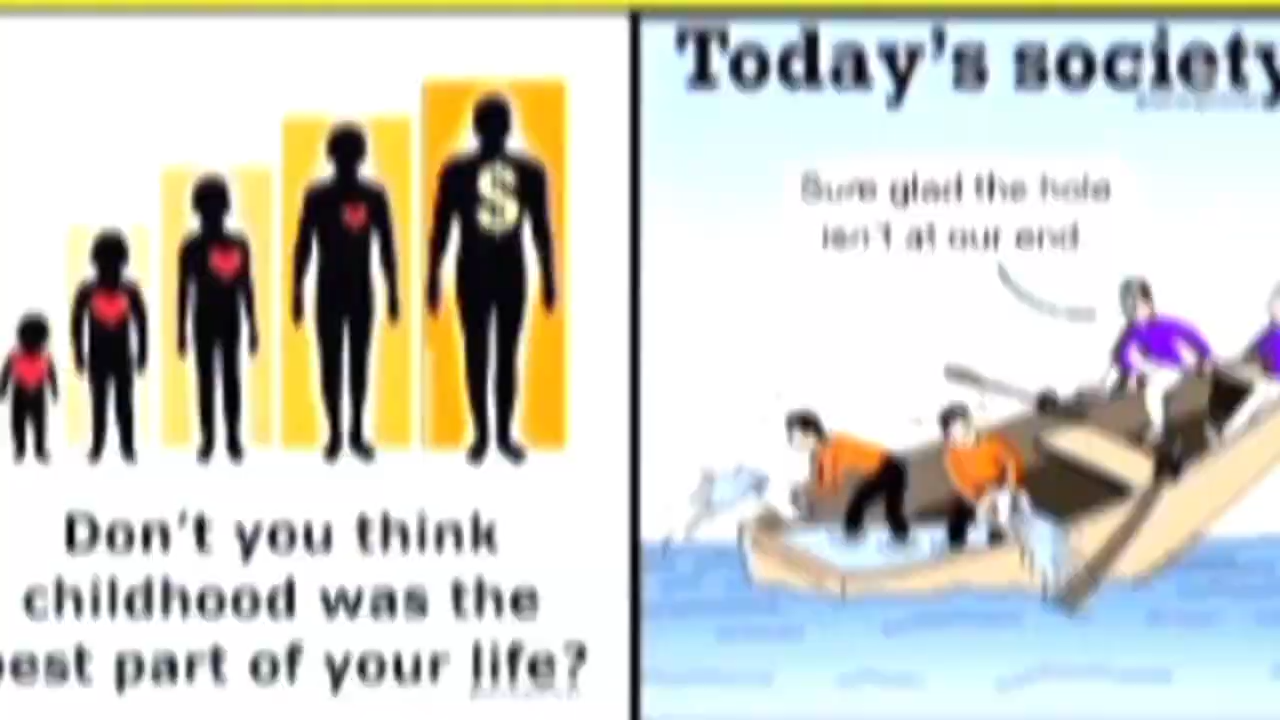 Don't you think
childhood was the
est part of your life?
Today's society
Sure glad the hole
isn't at our end